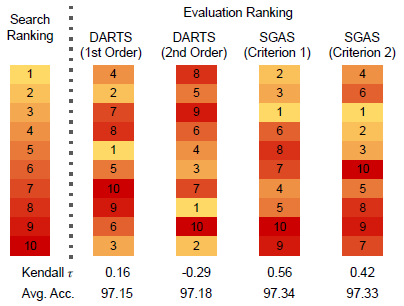 Evaluation Ranking
Search Ranking
DARTS (1st Order)
DARTS (2nd Order)
SGAS (Criterion 1)
SGAS (Criterion 2)
1 4 8 2 4
2 2 5 3 6
3 7 9 1 1
4 8 6 6 2
5 1 4 8 3
6 5 3 7 10
7 10 7 4 5
8 9 1 5 8
9 6 10 10 9
10 3 2 9 7
Kendall τ 0.16 -0.29 0.56 0.42
Avg. Acc. 97.15 97.18 97.34 97.33